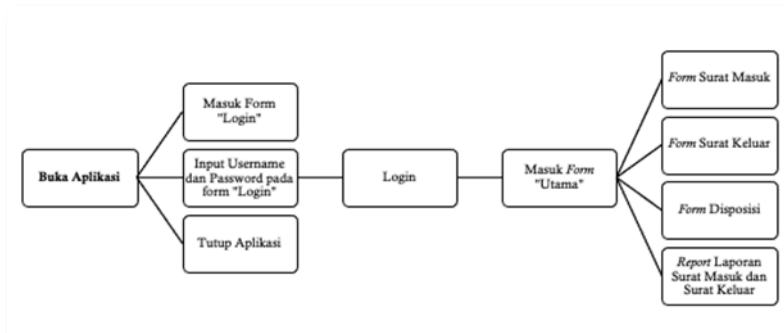 Buka Aplikasi
Masuk Form
"Login"
Input Username
dan Password pada
form "Login"
Tutup Aplikasi
Login
Masuk Form
"Utama"
Form Surat Masuk
Form Surat Keluar
Form Disposisi
Report Laporan
Surat Masuk dan
Surat Keluar